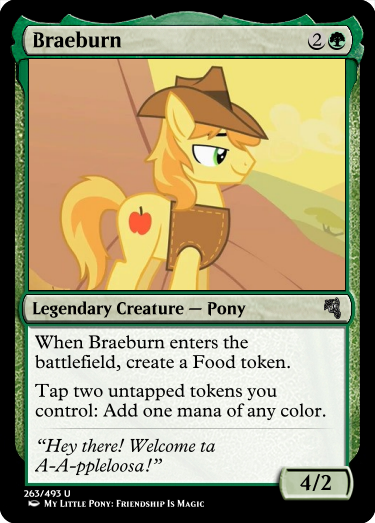 Braeburn 2
Legendary Creature — Pony
When Braeburn enters the
battlefield, create a Food token.
Tap two untapped tokens you
control: Add one mana of any color.
“Hey there! Welcome ta
A-A-ppleloosa!”
4/2
263/493 U
My Little Pony: Friendship Is Magic